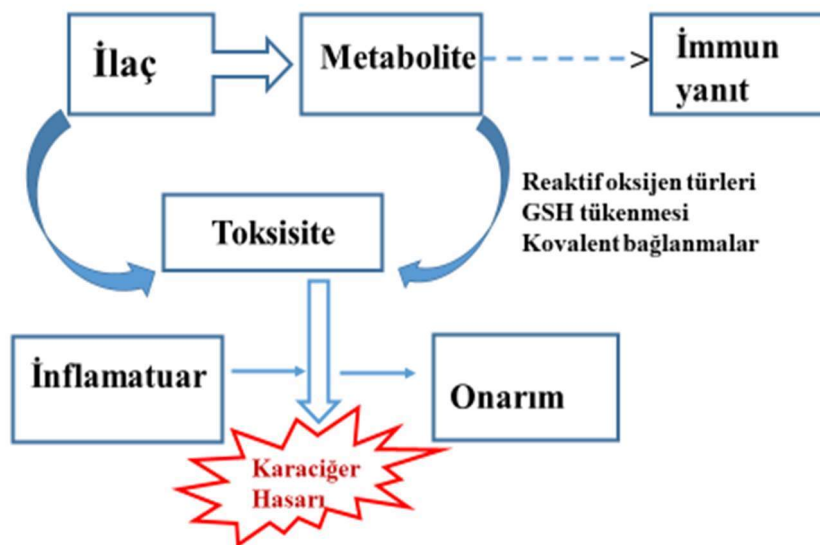 İlaç
Metabolite
>
İmmun
yanıt
Reaktif oksijen türleri
GSH tükenmesi
Kovalent bağlanmalar
Toksisite
İnflamatuar
Onarım
Karaciğer
Hasarı